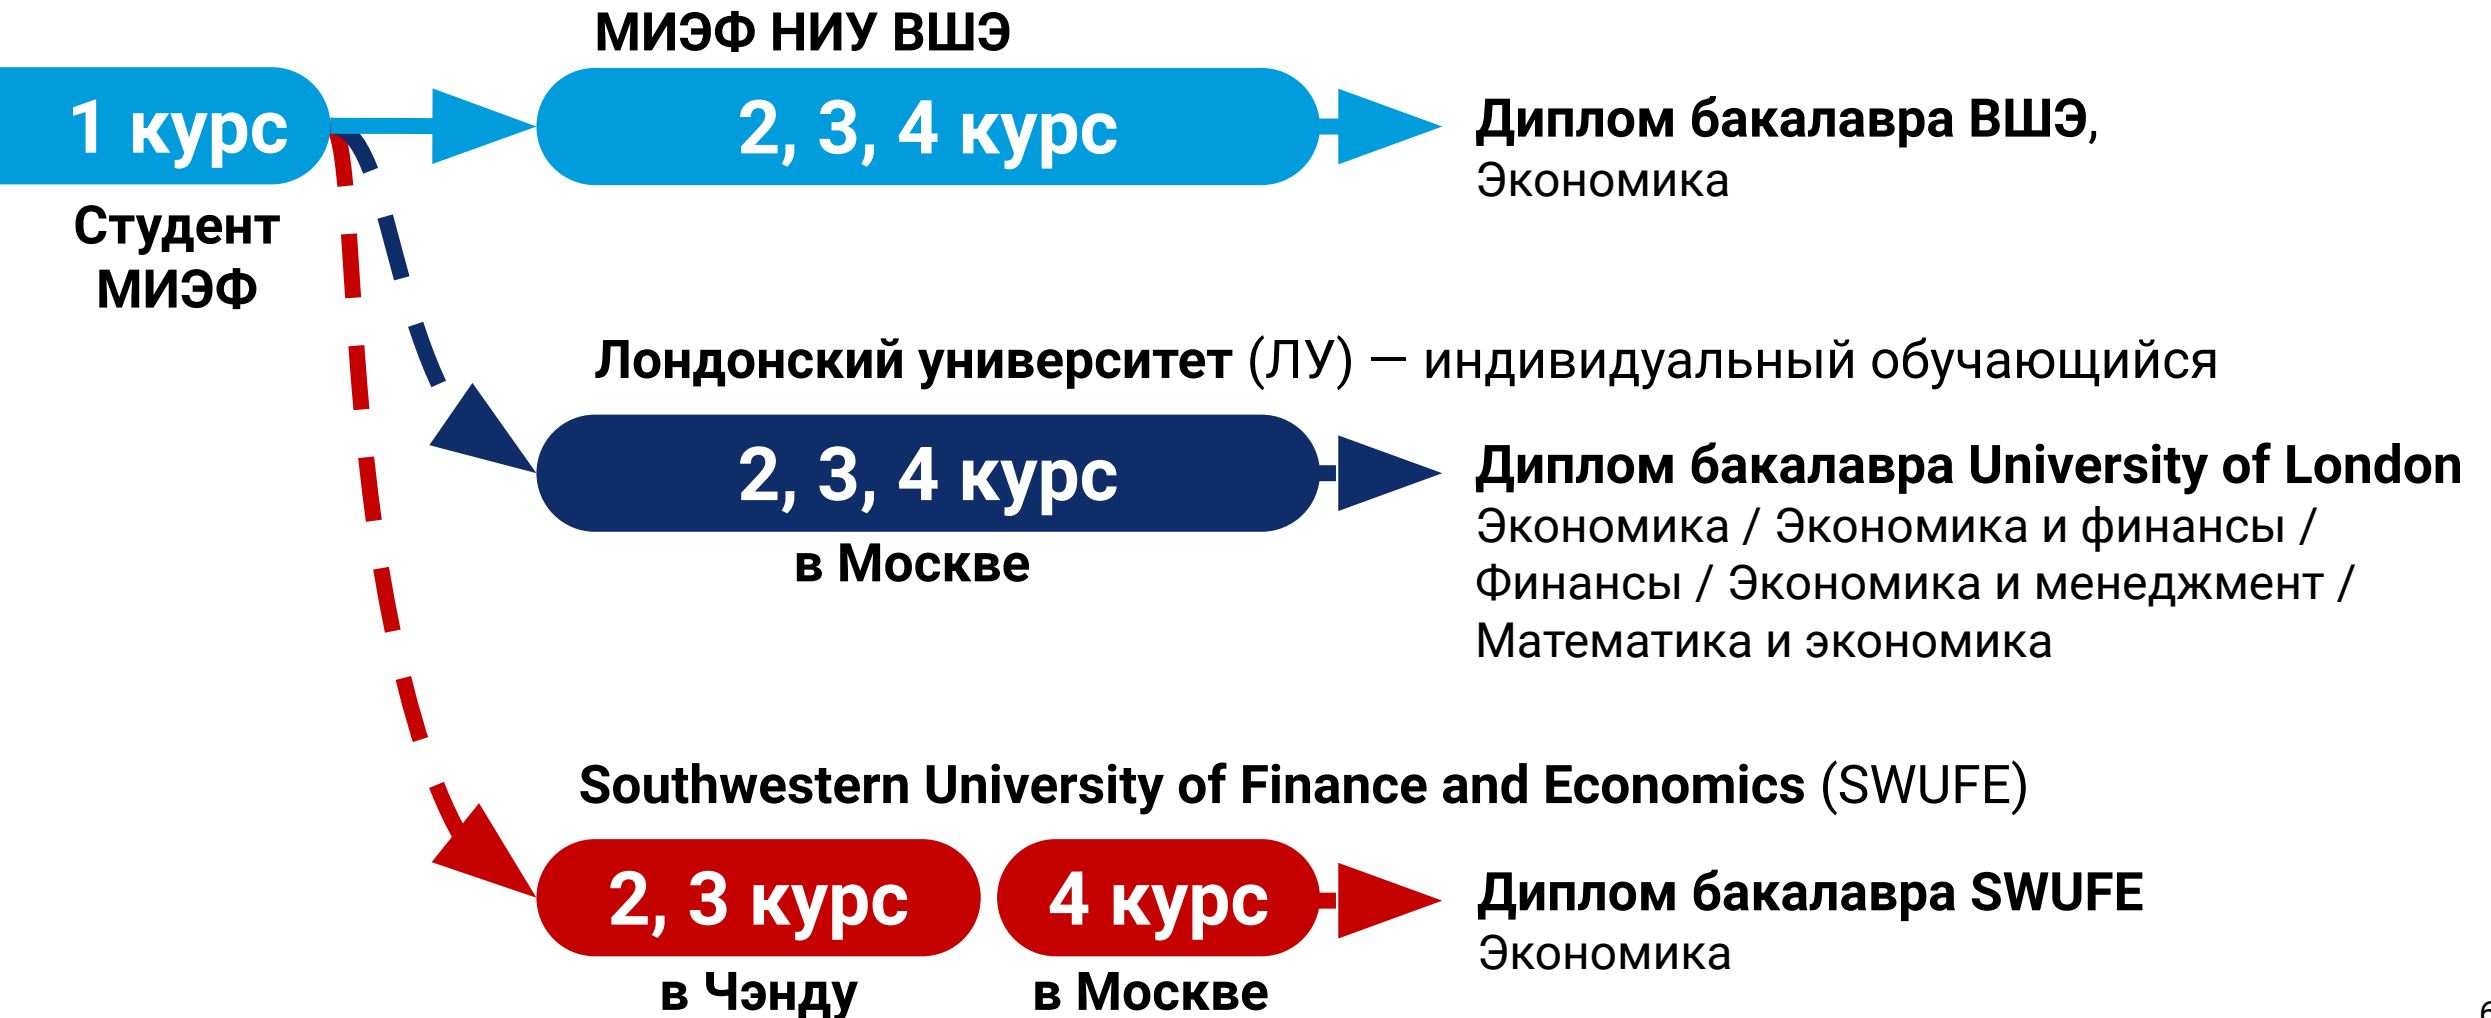 МИЭФ НИУ ВШЭ
1 курс
2, 3, 4 курс
Диплом бакалавра ВШЭ,
Экономика
Студент
МИЭФ
Лондонский университет (ЛУ) — индивидуальный обучающийся
2, 3, 4 курс
в Москве
Диплом бакалавра University of London
Экономика / Экономика и финансы /
Финансы / Экономика и менеджмент /
Математика и экономика
Southwestern University of Finance and Economics (SWUFE)
2, 3 курс
4 курс
в Чэнду
в Москве
Диплом бакалавра SWUFE
Экономика